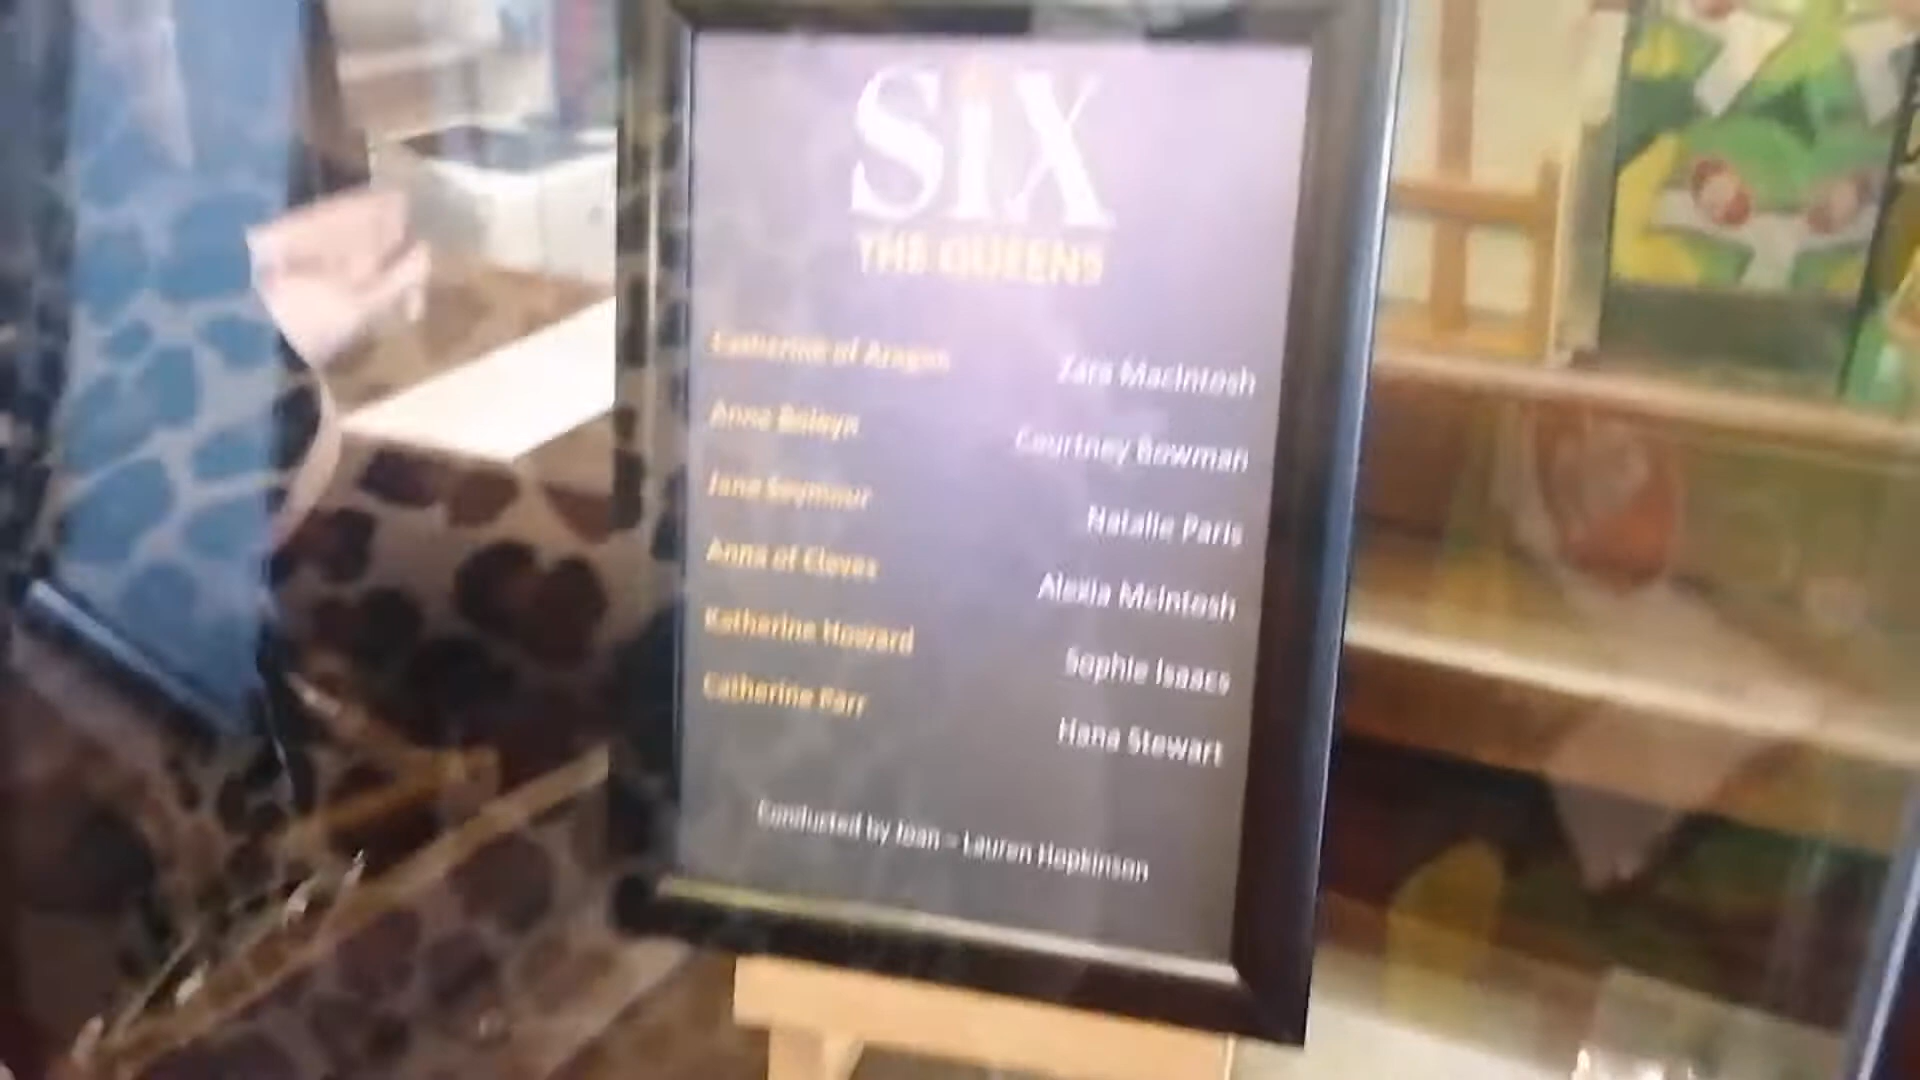 SIX
THE QUEENS
Catherine of Aragon Zara MacIntosh
Anne Boleyn Courtney Bowman
Jane Seymour Natalie Paris
Anna of Cleves Alexia McIntosh
Katherine Howard Sophie Isaacs
Catherine Parr Hana Stewart
Conducted by Joan - Lauren Hopkinson